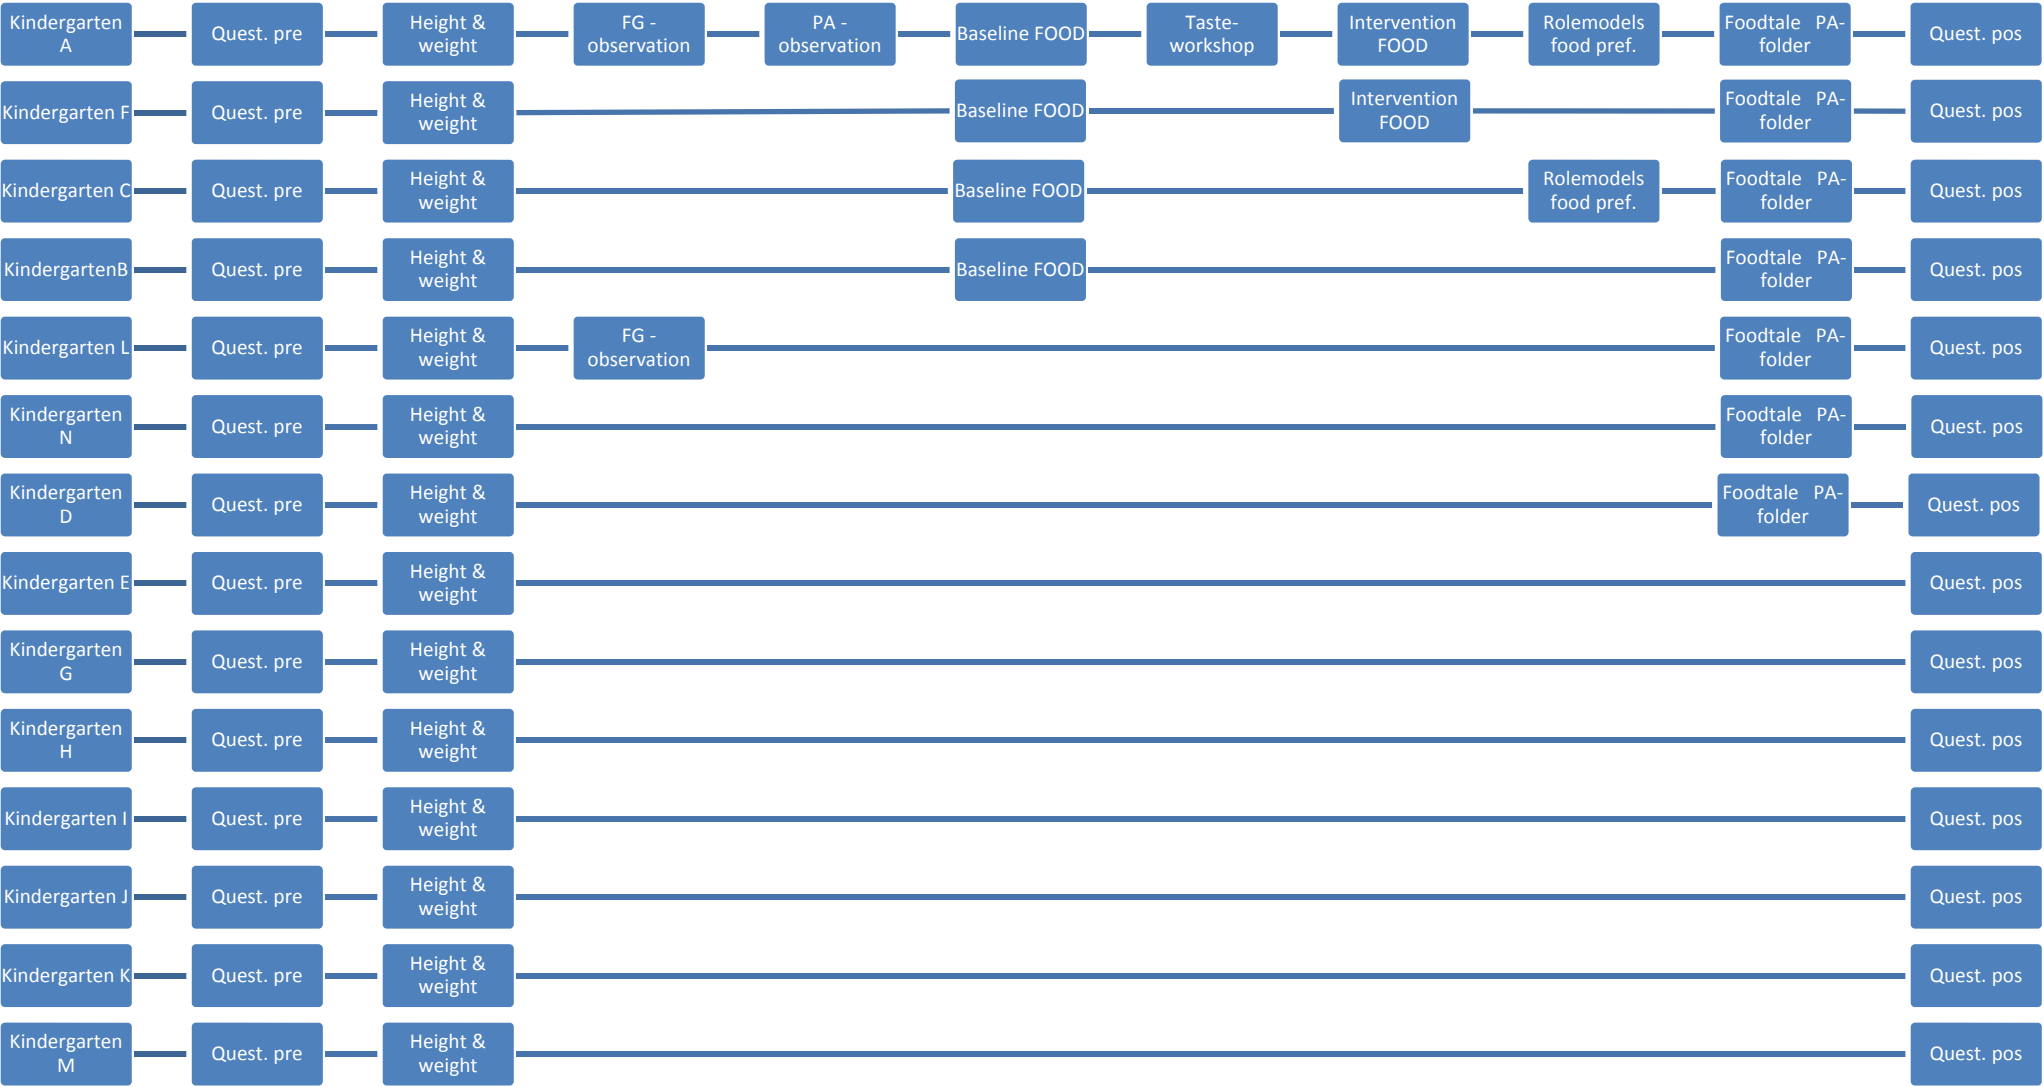 Kindergarten
A
Quest. pre
Height &
weight
FG -
observation
PA -
observation
Baseline FOOD
Taste-
workshop
Intervention
FOOD
Rolemodels
food pref.
Foodtale PA-
folder
Quest. pos
Kindergarten F
Quest. pre
Height &
weight
Baseline FOOD
Intervention
FOOD
Foodtale PA-
folder
Quest. pos
Kindergarten C
Quest. pre
Height &
weight
Baseline FOOD
Rolemodels
food pref.
Foodtale PA-
folder
Quest. pos
KindergartenB
Quest. pre
Height &
weight
Baseline FOOD
Foodtale PA-
folder
Quest. pos
Kindergarten L
Quest. pre
Height &
weight
FG -
observation
Foodtale PA-
folder
Quest. pos
Kindergarten
N
Quest. pre
Height &
weight
Foodtale PA-
folder
Quest. pos
Kindergarten
D
Quest. pre
Height &
weight
Foodtale PA-
folder
Quest. pos
Kindergarten E
Quest. pre
Height &
weight
Quest. pos
Kindergarten
G
Quest. pre
Height &
weight
Quest. pos
Kindergarten
H
Quest. pre
Height &
weight
Quest. pos
Kindergarten I
Quest. pre
Height &
weight
Quest. pos
Kindergarten J
Quest. pre
Height &
weight
Quest. pos
Kindergarten K
Quest. pre
Height &
weight
Quest. pos
Kindergarten
M
Quest. pre
Height &
weight
Quest. pos